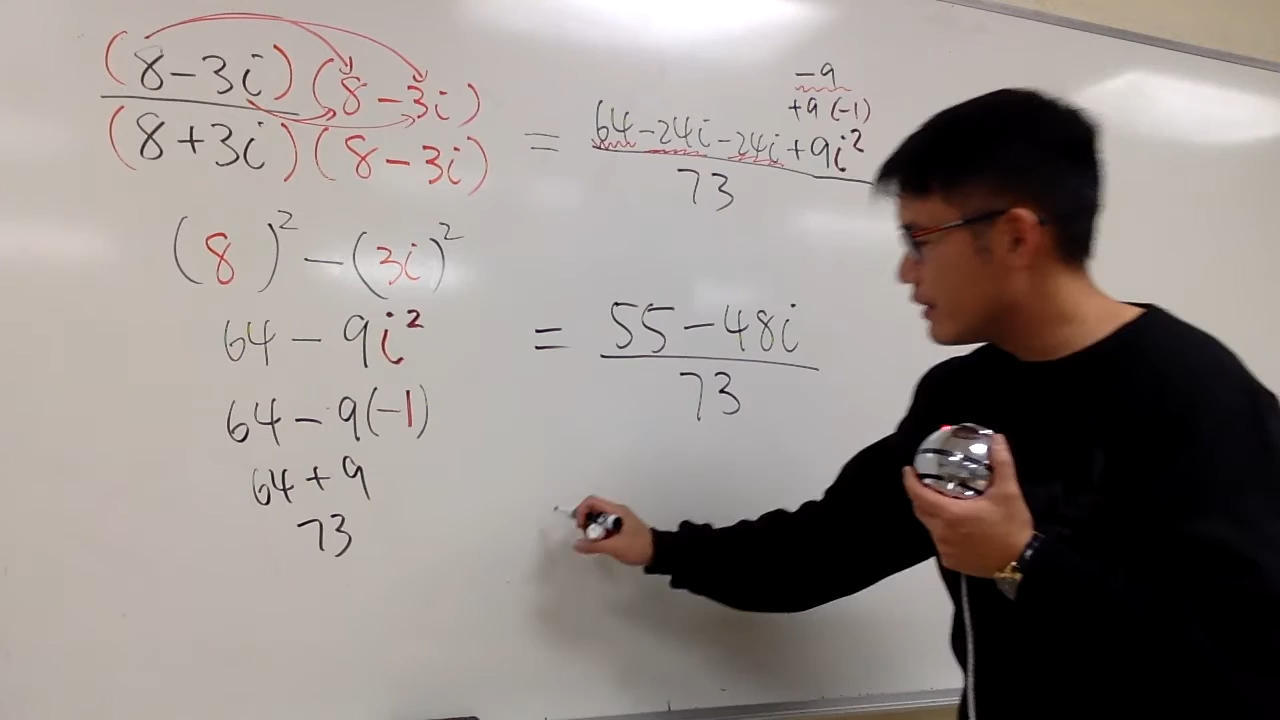 (8-3i)(8-3i)
(8+3i)(8-3i)
(8)² - (3i)²
64 - 9i²
64 - 9(-1)
64 + 9
73
-9
+9(-1)
= 64-24i-24i+9i²
73
= 55-48i
73